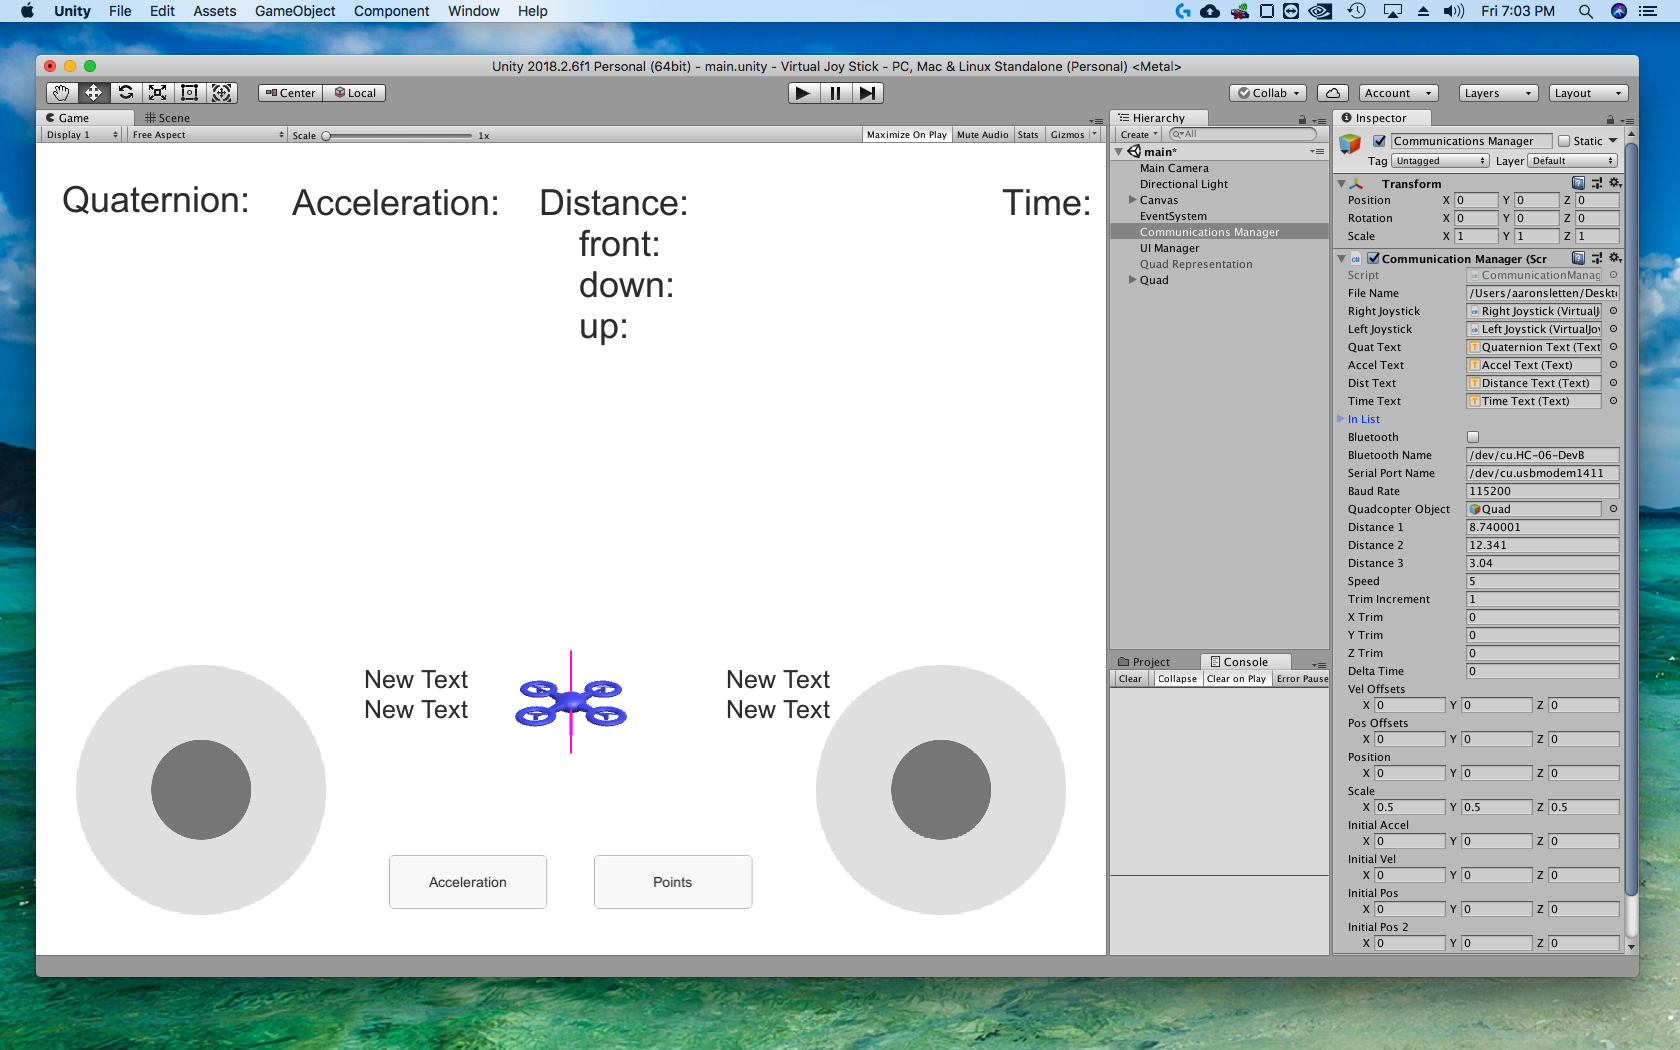 Unity File Edit Assets GameObject Component Window Help Fri 7:03 PM
Unity 2018.2.6f1 Personal (64bit) - main.unity - Virtual Joy Stick - PC, Mac & Linux Standalone (Personal) <Metal>
Center Local Collab Account Layers Layout
Game Scene
Display 1 Free Aspect Scale 1x Maximize On Play Mute Audio Stats Gizmos
Quaternion: Acceleration: Distance: Time:
front:
down:
up:
New Text New Text
New Text New Text
Acceleration Points
Hierarchy
Create All
main*
Main Camera
Directional Light
Canvas
EventSystem
Communications Manager
UI Manager
Quad Representation
Quad
Project Console
Clear Collapse Clear on Play Error Pause
Inspector
Communications Manager Static
Tag Untagged Layer Default
Transform
Position X 0 Y 0 Z 0
Rotation X 0 Y 0 Z 0
Scale X 1 Y 1 Z 1
Communication Manager (Scr
Script CommunicationManag
File Name /Users/aaronsletten/Deskt
Right Joystick Right Joystick (VirtualJ
Left Joystick Left Joystick (VirtualJoy
Quat Text Quaternion Text (Text
Accel Text Accel Text (Text)
Dist Text Distance Text (Text)
Time Text Time Text (Text)
In List
Bluetooth
Bluetooth Name /dev/cu.HC-06-DevB
Serial Port Name /dev/cu.usbmodem1411
Baud Rate 115200
Quadcopter Object Quad
Distance 1 8.740001
Distance 2 12.341
Distance 3 3.04
Speed 5
Trim Increment 1
X Trim 0
Y Trim 0
Z Trim 0
Delta Time 0
Vel Offsets
X 0 Y 0 Z 0
Pos Offsets
X 0 Y 0 Z 0
Position
X 0 Y 0 Z 0
Scale
X 0.5 Y 0.5 Z 0.5
Initial Accel
X 0 Y 0 Z 0
Initial Vel
X 0 Y 0 Z 0
Initial Pos
X 0 Y 0 Z 0
Initial Pos 2
X 0 Y 0 Z 0